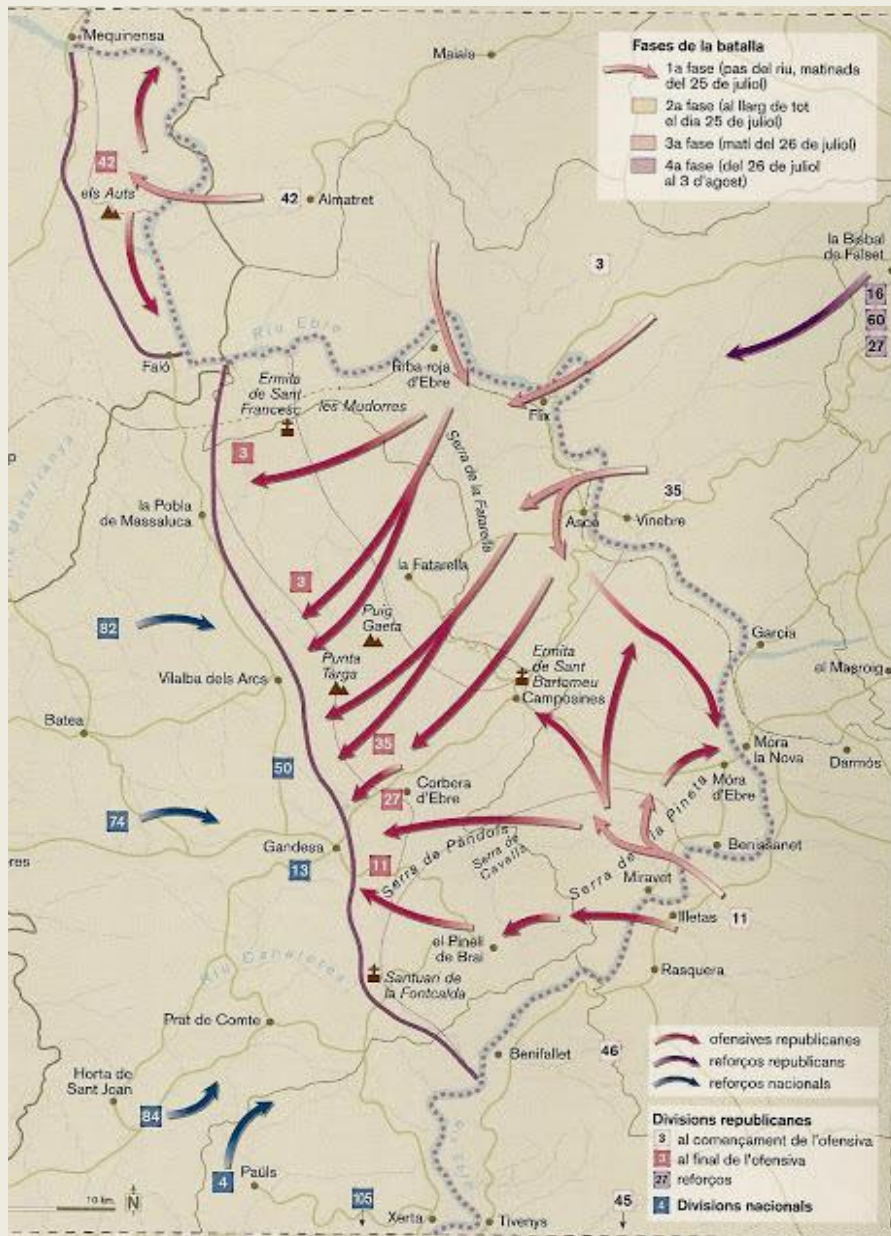 Mequinensa
Maials
Fases de la batalla
1a fase (pas del riu, matinada
del 25 de juliol)
2a fase (al llarg de tot
el dia 25 de juliol)
3a fase (matí del 26 de juliol)
4a fase (del 26 de juliol
al 3 d'agost)
42
els Auts
42
Almatret
3
la Bisbal
de Falset
16
60
27
Riu Ebre
Faió
Riba-roja
d'Ebre
Ermita
de Sant
Francesc
les Mudorres
Flix
3
Serra de la Fatarella
35
la Pobla
de Massaluca
Ascó
Vinebre
la Fatarella
3
82
Puig
Gaeta
Garcia
el Masroig
Punta
Targa
Vilalba dels Arcs
Ermita
de Sant
Bartomeu
Camposines
Batea
35
Móra
la Nova
Darmós
50
Corbera
d'Ebre
27
Móra
d'Ebre
74
Gandesa
13
11
Serra de Pàndols
Serra de
Cavalls
Serra de la Pineta
Benissanet
Miravet
Illetas
11
el Pinell
de Brai
Rasquera
Riu Canaletes
Santuari de
la Fontcalda
Prat de Comte
Benifallet
46
ofensives republicanes
reforços republicans
reforços nacionals
Horta de
Sant Joan
84
Divisions republicanes
3 al començament de l'ofensiva
3 al final de l'ofensiva
27 reforços
4 Divisions nacionals
4
Paüls
10 km.
N
105
Xerta
Tivenys
45